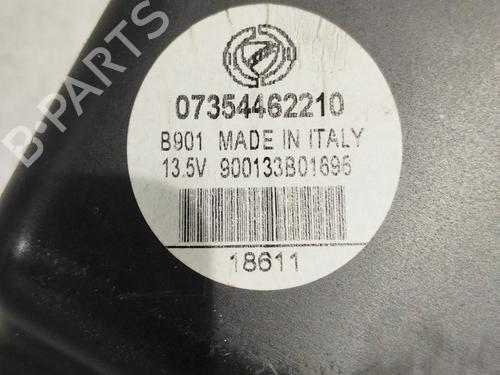 B-PARTS
07354462210
B901 MADE IN ITALY
13.5V 900133B01696
18611